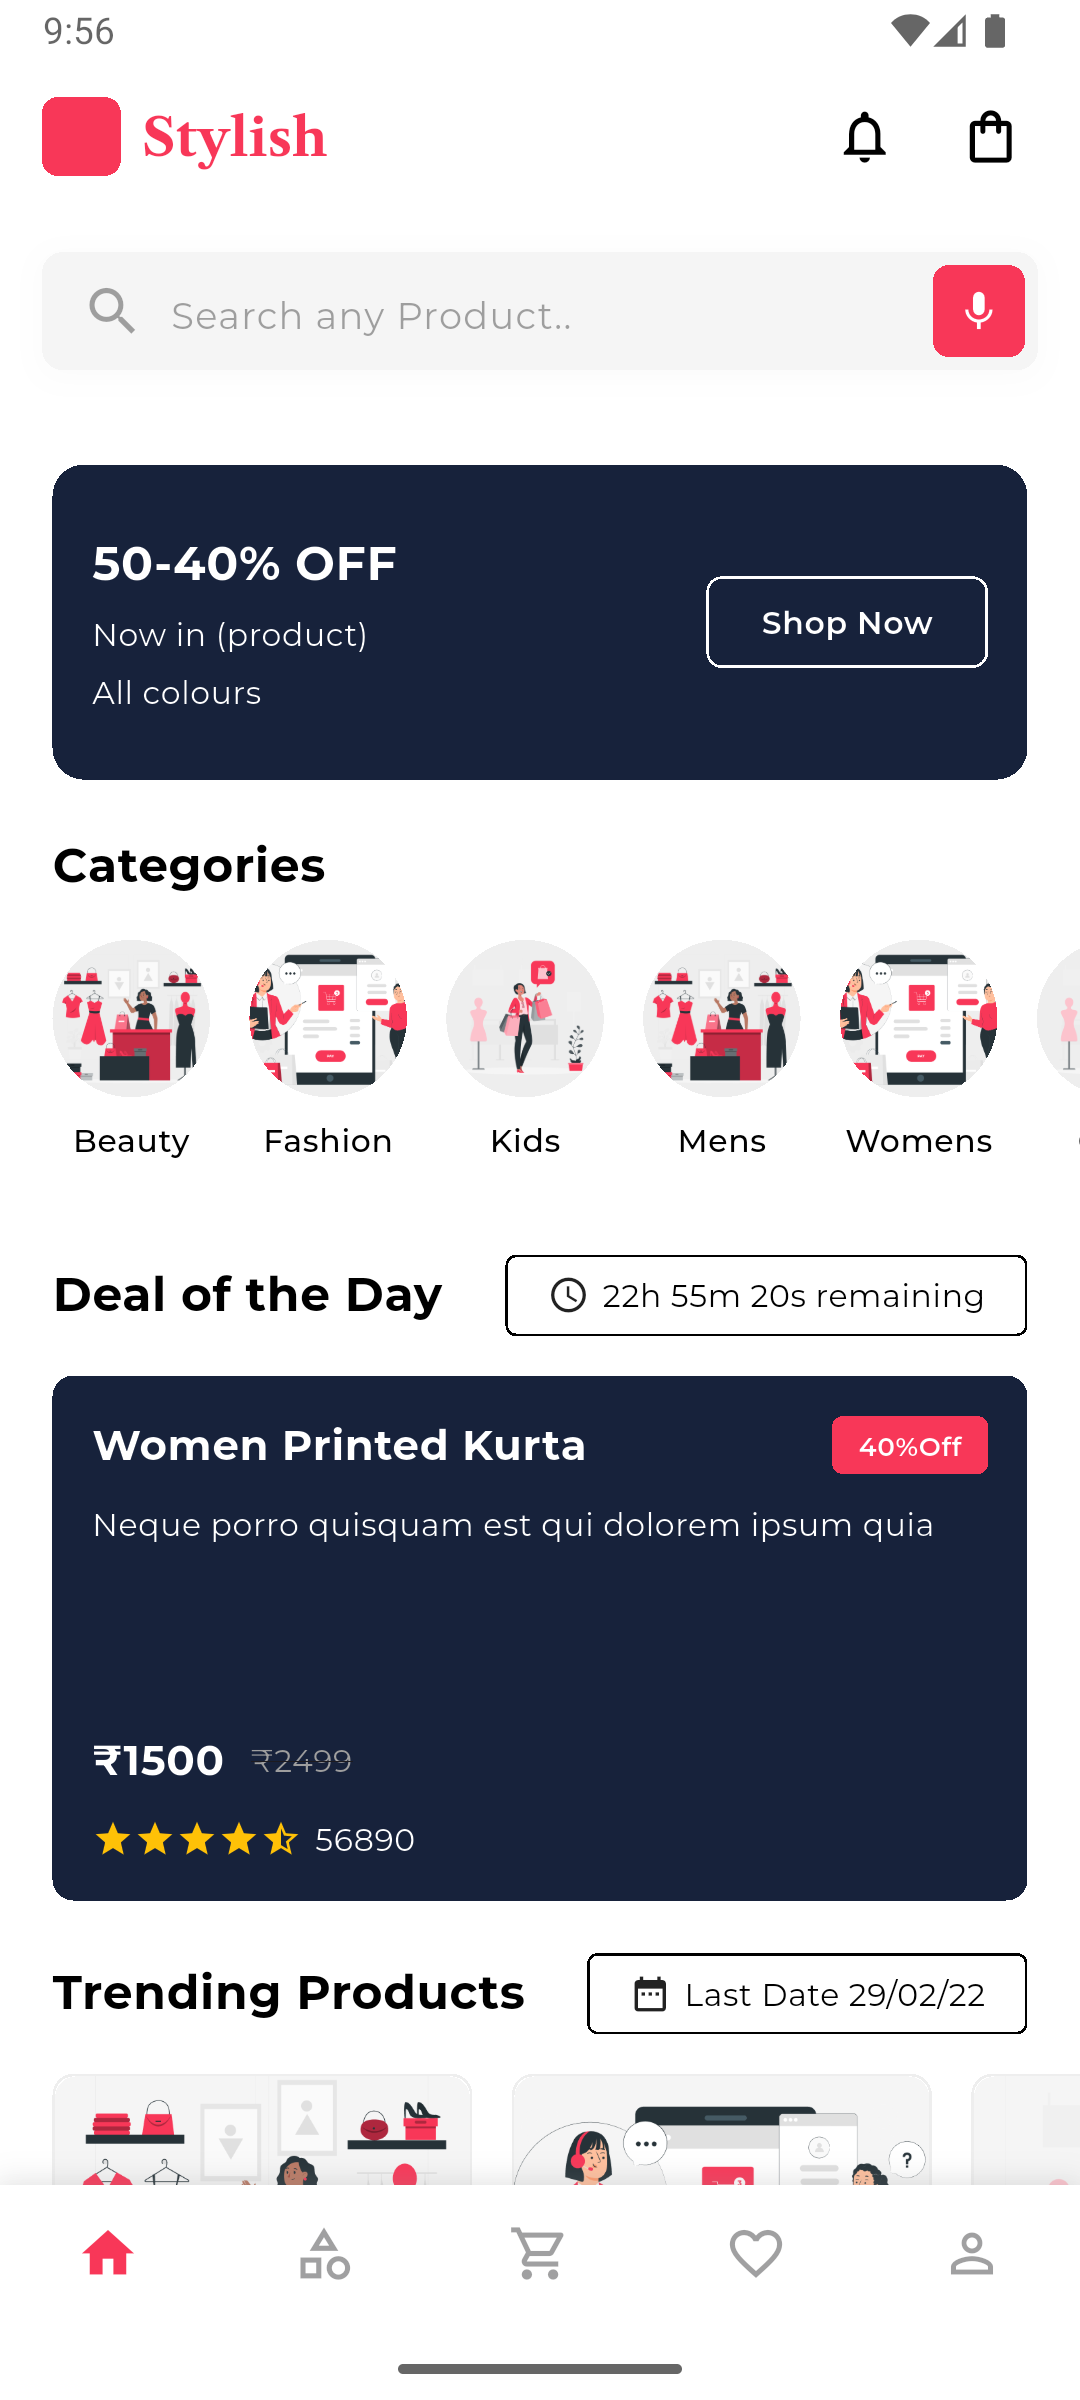 9:56
Stylish
Search any Product..
50-40% OFF
Now in (product)
All colours
Shop Now
Categories
Beauty
Fashion
Kids
Mens
Womens
Deal of the Day
22h 55m 20s remaining
Women Printed Kurta
40%Off
Neque porro quisquam est qui dolorem ipsum quia
₹1500 ₹2499
56890
Trending Products
Last Date 29/02/22
?